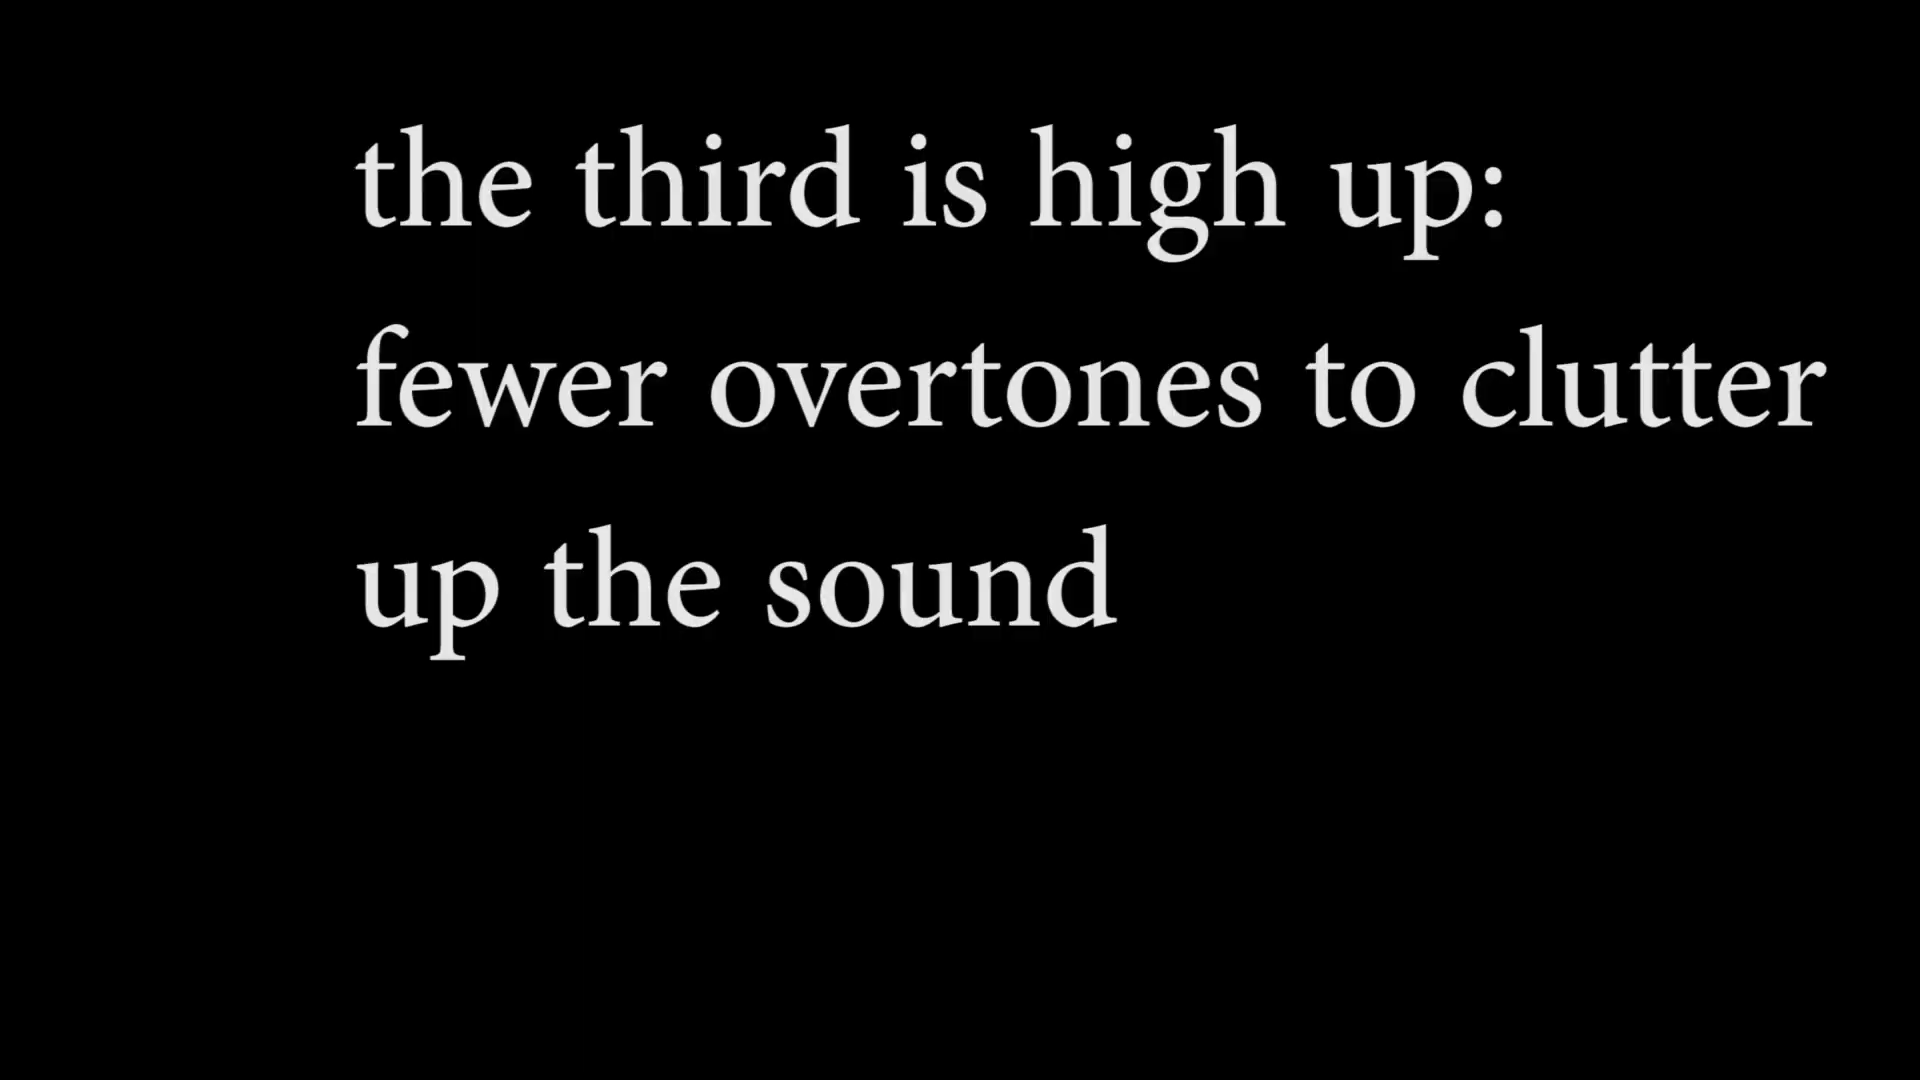 the third is high up:
fewer overtones to clutter
up the sound